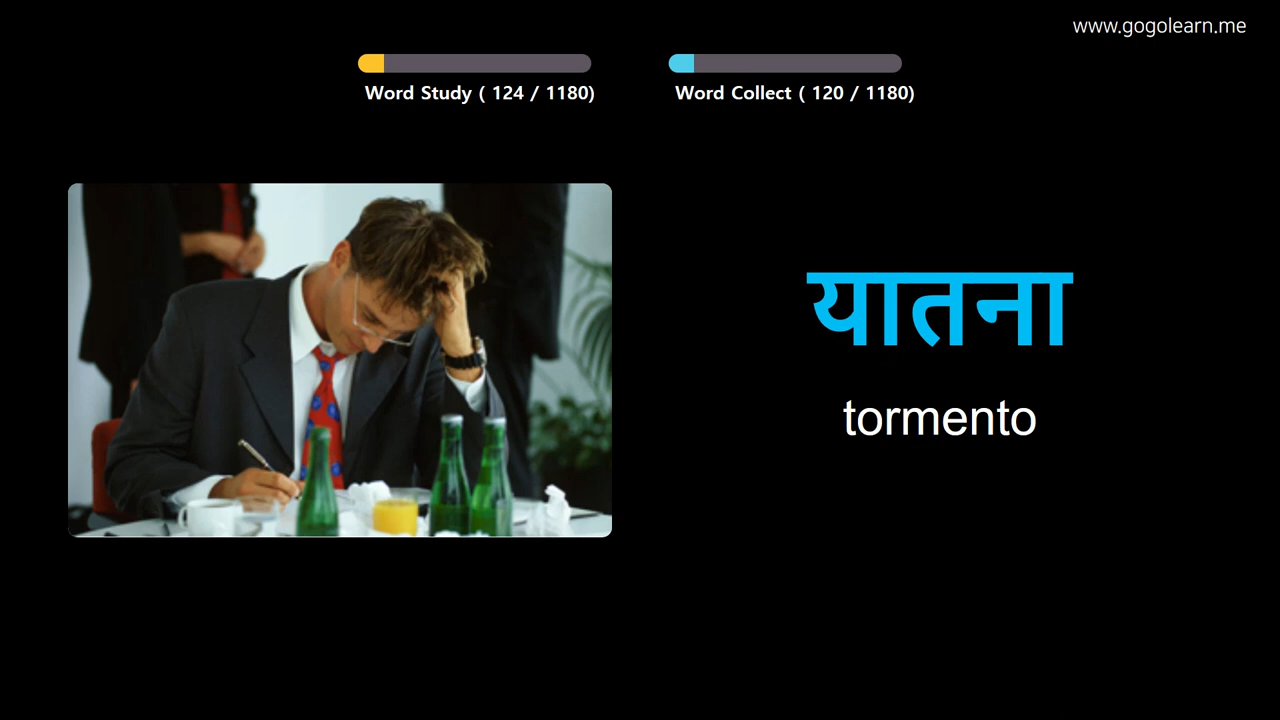 www.gogolearn.me
Word Study ( 124 / 1180)
Word Collect ( 120 / 1180)
यातना
tormento